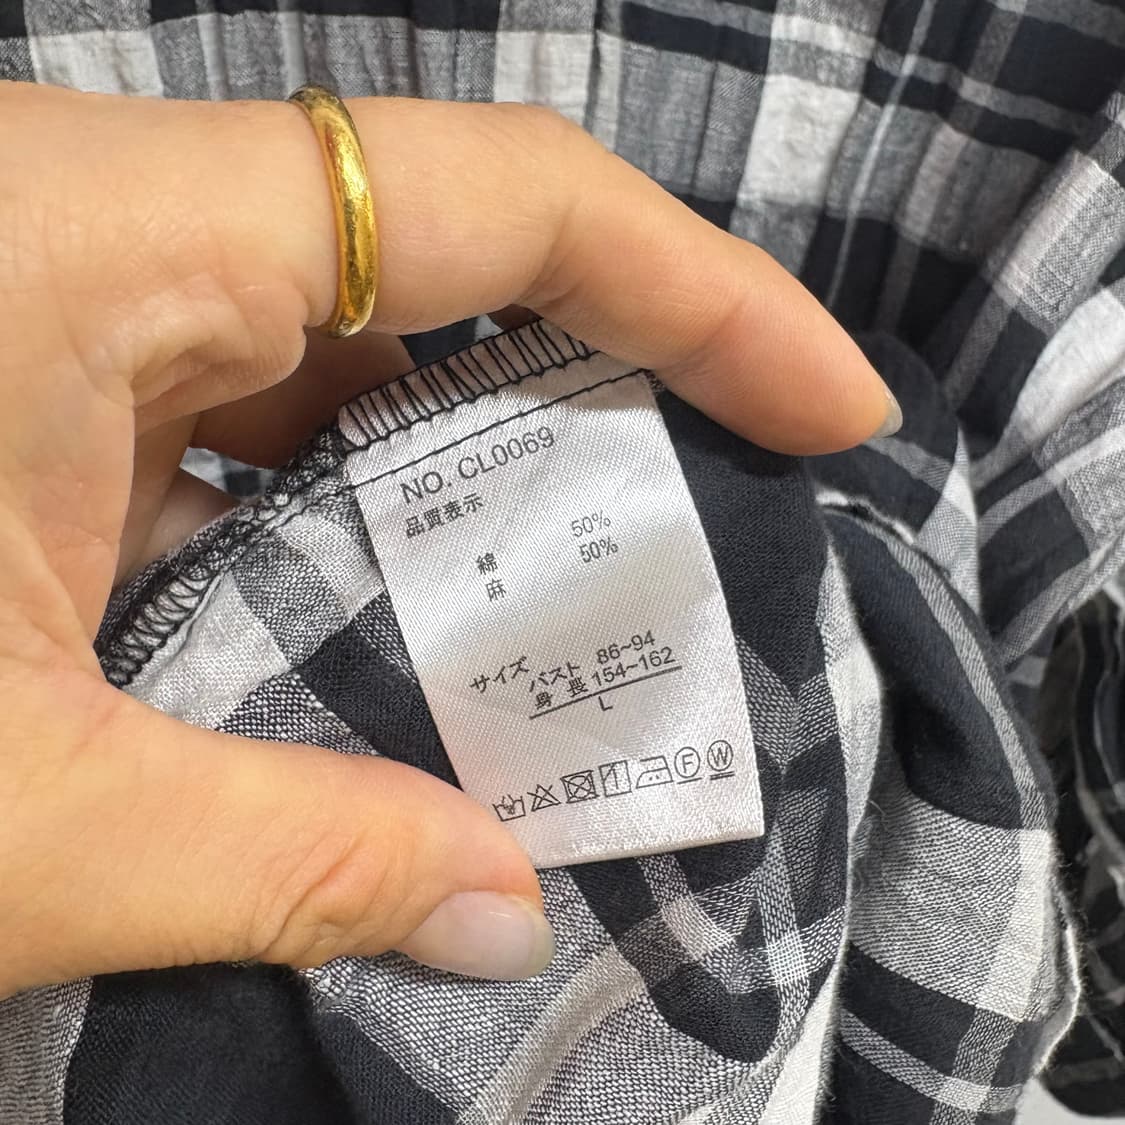 NO. CL0069
品質表示
綿 50%
麻 50%
サイズ バスト 86~94
身長 154~162
L
F W